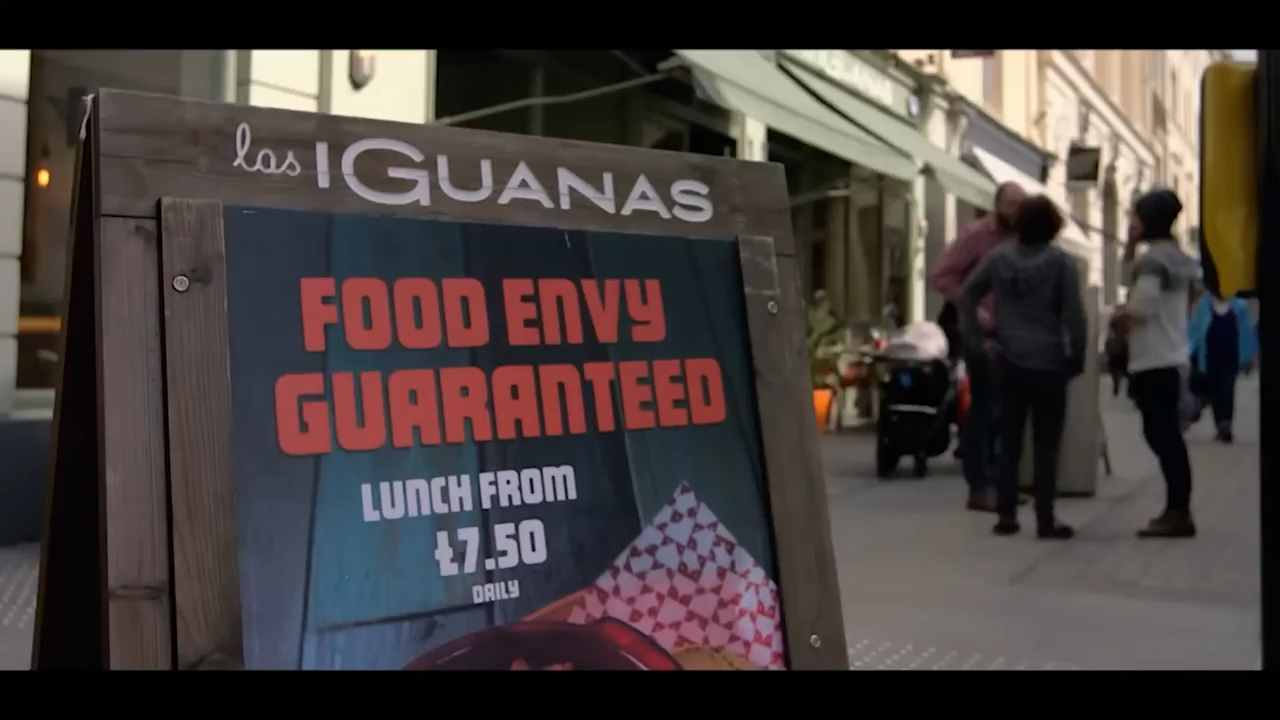 las IGUANAS
FOOD ENVY
GUARANTEED
LUNCH FROM
£7.50
DAILY